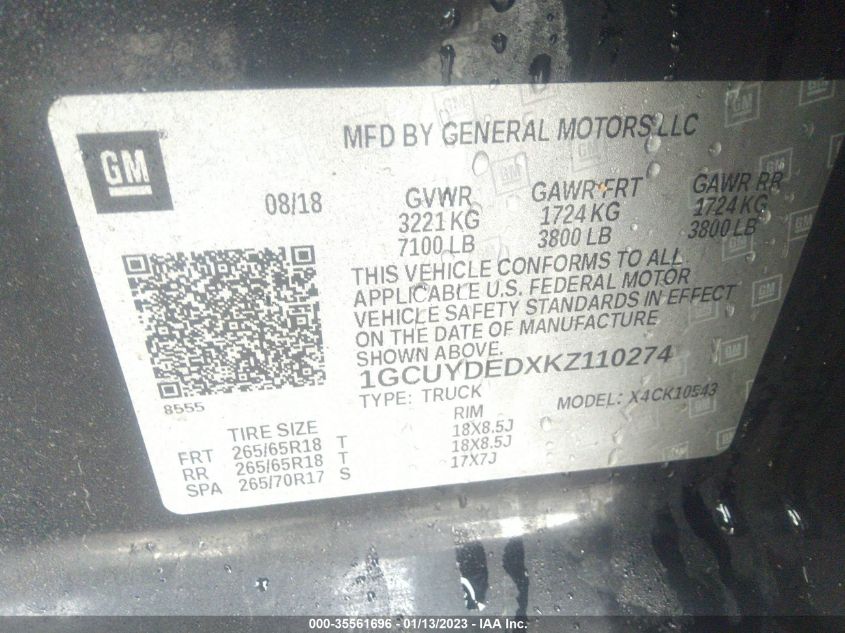 MFD BY GENERAL MOTORS LLC
GM
08/18 GVWR GAWR FRT GAWR RR
3221 KG 1724 KG 1724 KG
7100 LB 3800 LB 3800 LB
THIS VEHICLE CONFORMS TO ALL
APPLICABLE U.S. FEDERAL MOTOR
VEHICLE SAFETY STANDARDS IN EFFECT
ON THE DATE OF MANUFACTURE
SHOWN ABOVE.
1GCUYDEDXKZ110274
8555
TYPE: TRUCK MODEL: X4CK10543
TIRE SIZE RIM
FRT 265/65R18 T 18X8.5J
RR 265/65R18 T 18X8.5J
SPA 265/70R17 S 17X7J
000-35561696 - 01/13/2023 - IAA Inc.